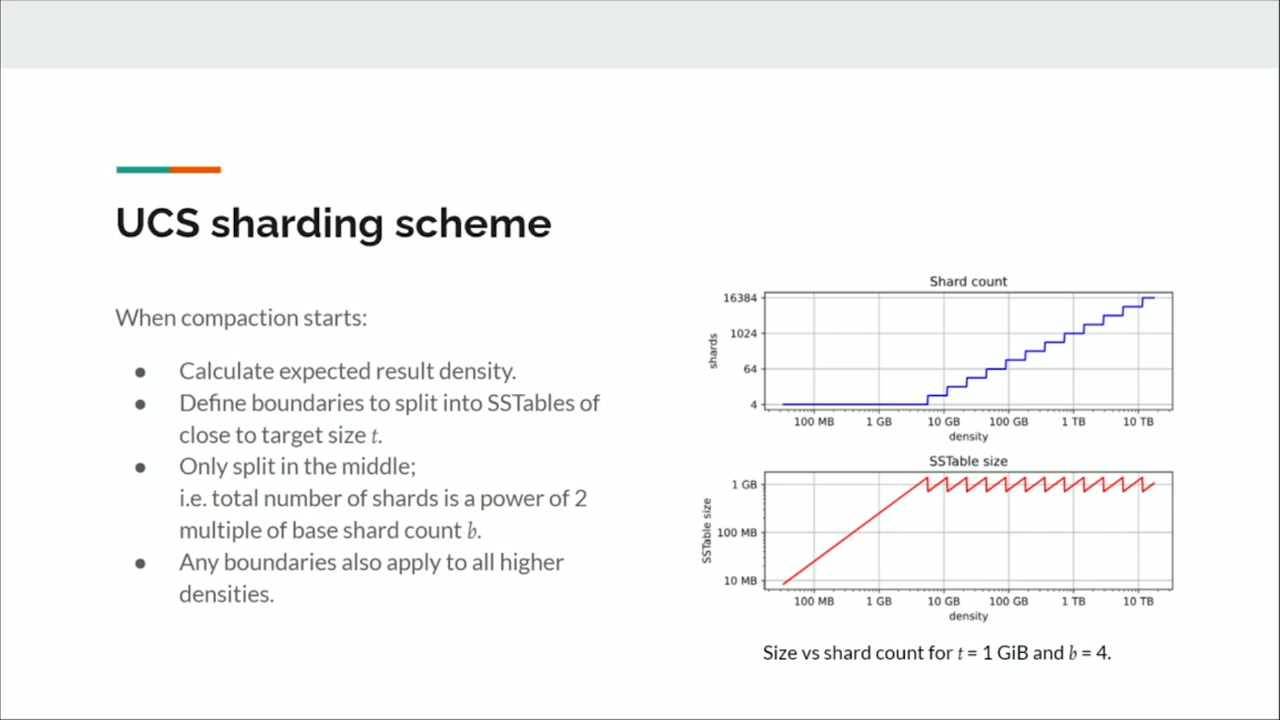 UCS sharding scheme
When compaction starts:
● Calculate expected result density.
● Define boundaries to split into SSTables of
close to target size t.
● Only split in the middle;
i.e. total number of shards is a power of 2
multiple of base shard count b.
● Any boundaries also apply to all higher
densities.
Shard count
shards
16384
1024
64
4
100 MB 1 GB 10 GB 100 GB 1 TB 10 TB
density
SSTable size
SSTable size
1 GB
100 MB
10 MB
100 MB 1 GB 10 GB 100 GB 1 TB 10 TB
density
Size vs shard count for t = 1 GiB and b = 4.